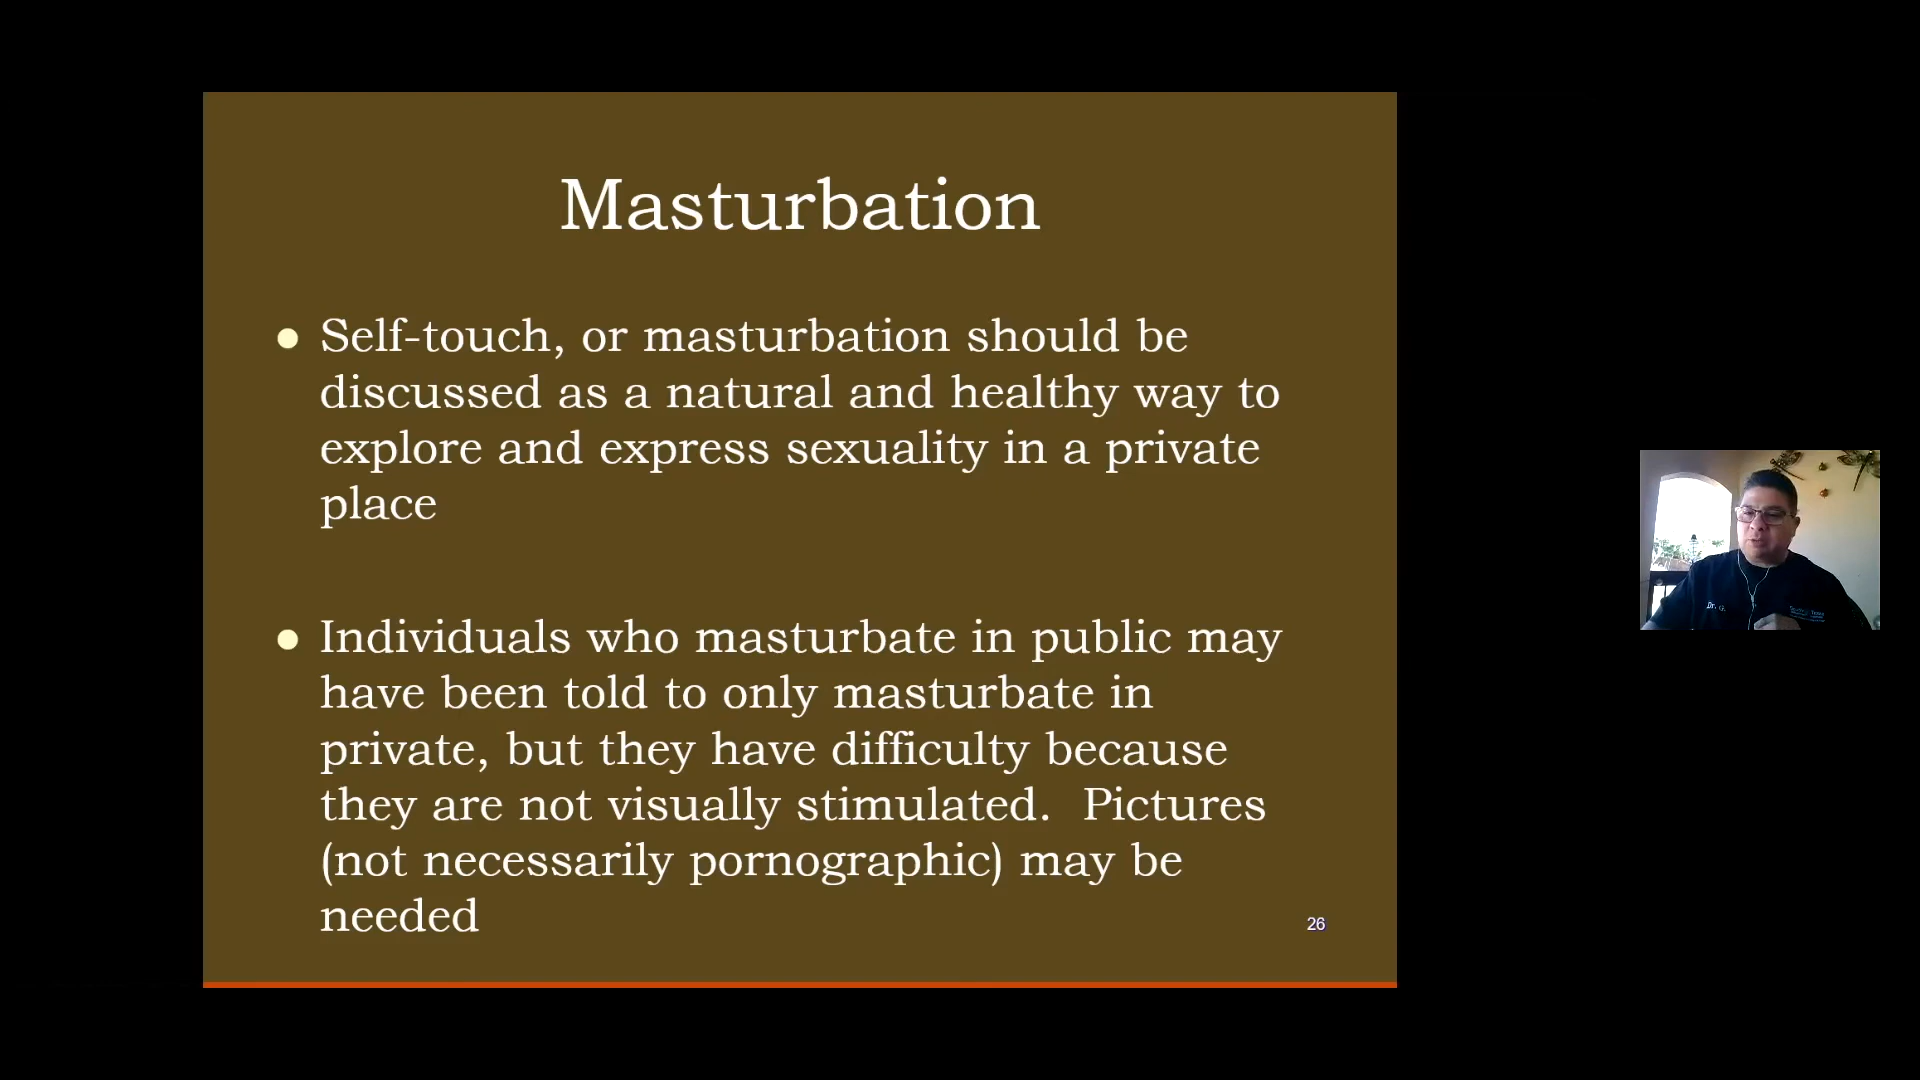 Masturbation
● Self-touch, or masturbation should be
discussed as a natural and healthy way to
explore and express sexuality in a private
place
● Individuals who masturbate in public may
have been told to only masturbate in
private, but they have difficulty because
they are not visually stimulated.  Pictures
(not necessarily pornographic) may be
needed
26
Dr. G.